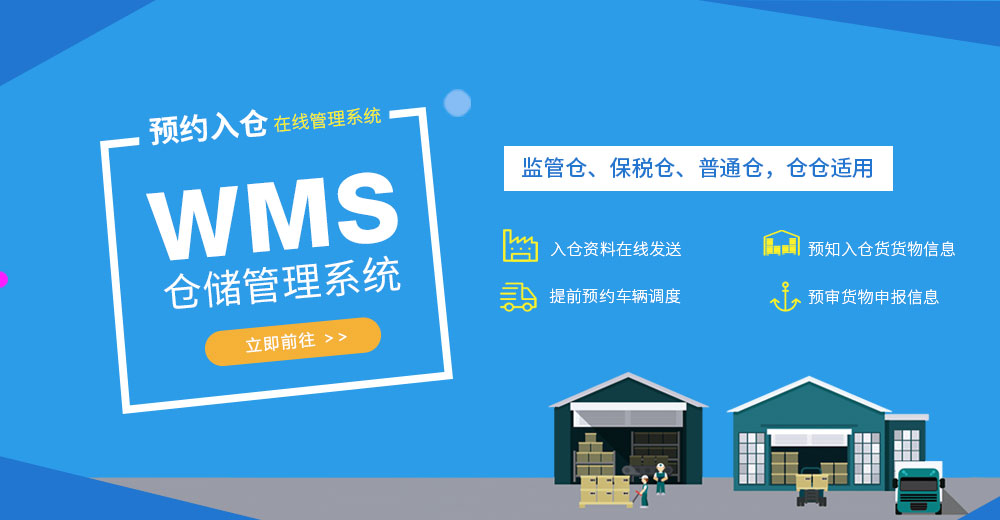 预约入仓 在线管理系统
WMS
仓储管理系统
立即前往 >>
监管仓、保税仓、普通仓，仓仓适用
入仓资料在线发送
预知入仓货货物信息
提前预约车辆调度
预审货物申报信息